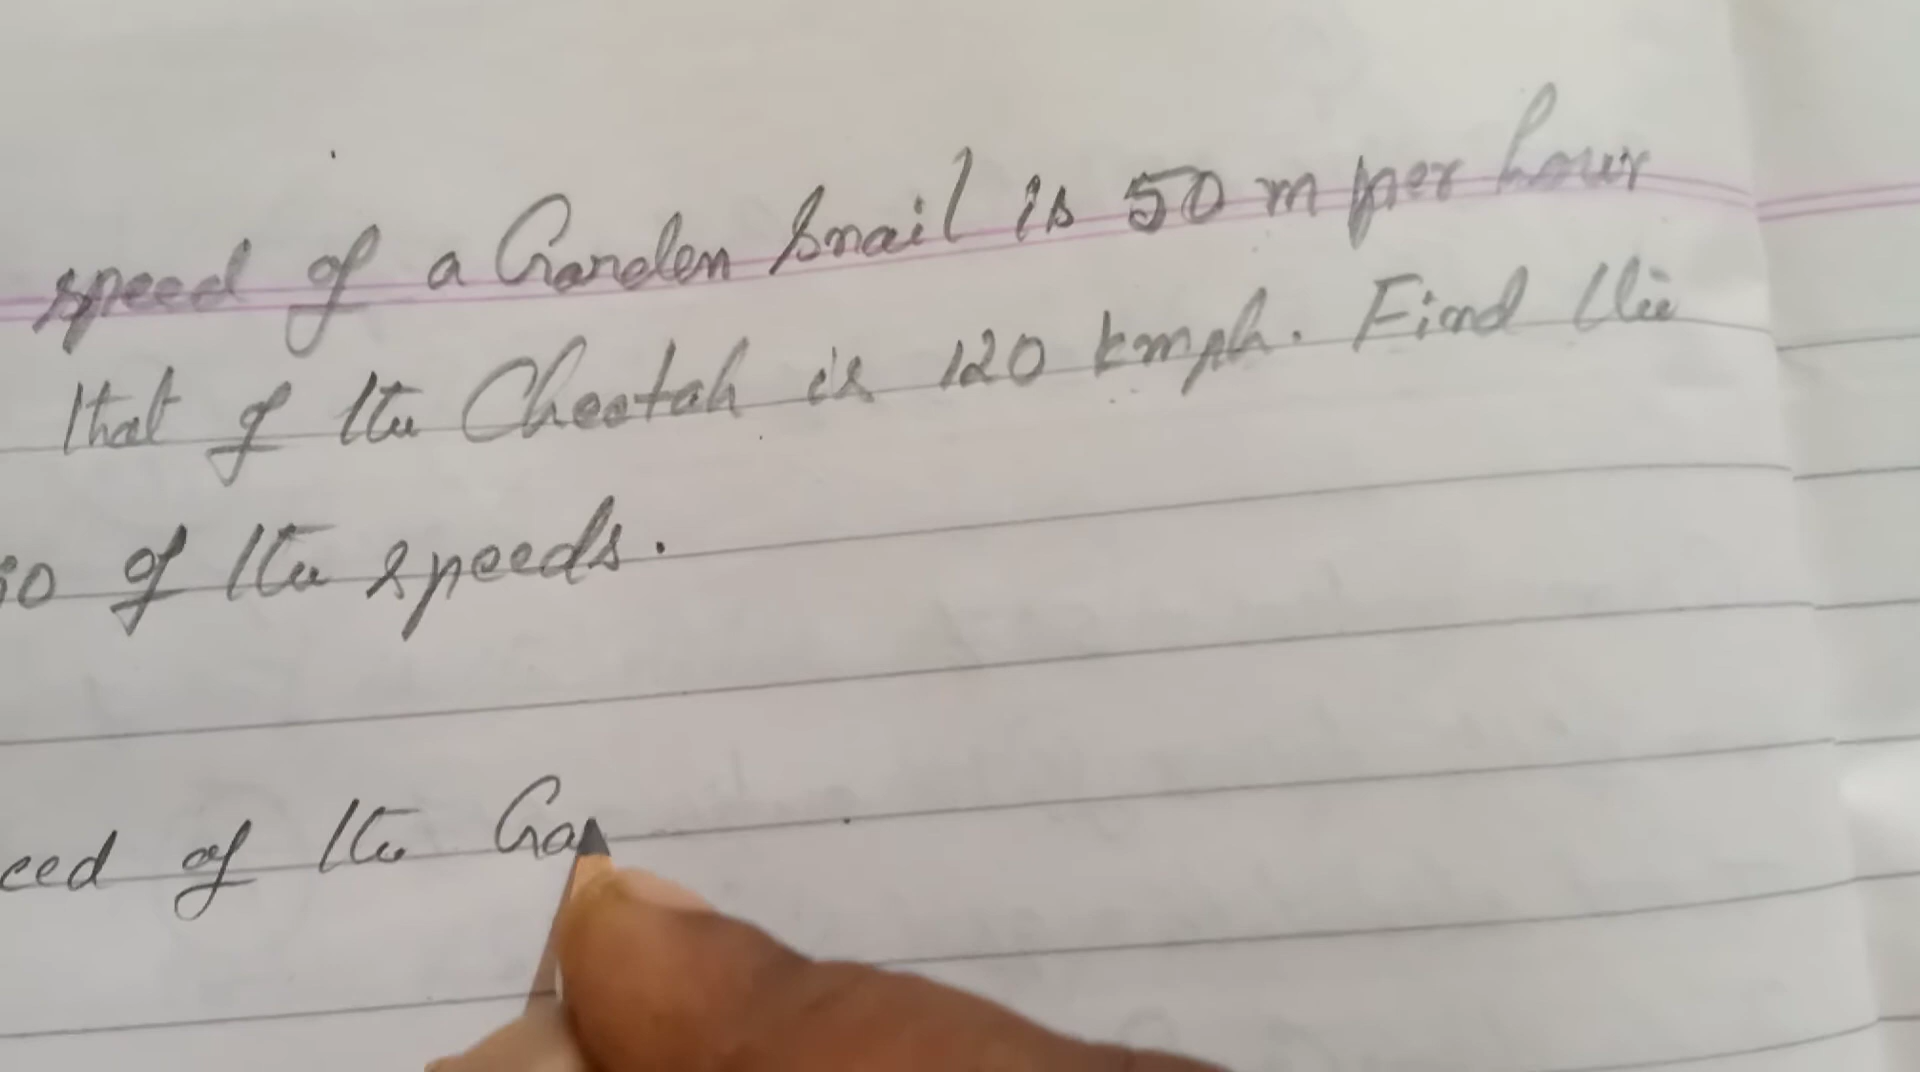 speed of a Garden snail is 50 m per hour
that of the Cheetah is 120 kmph. Find the
io of the speeds.
eed of the Ga